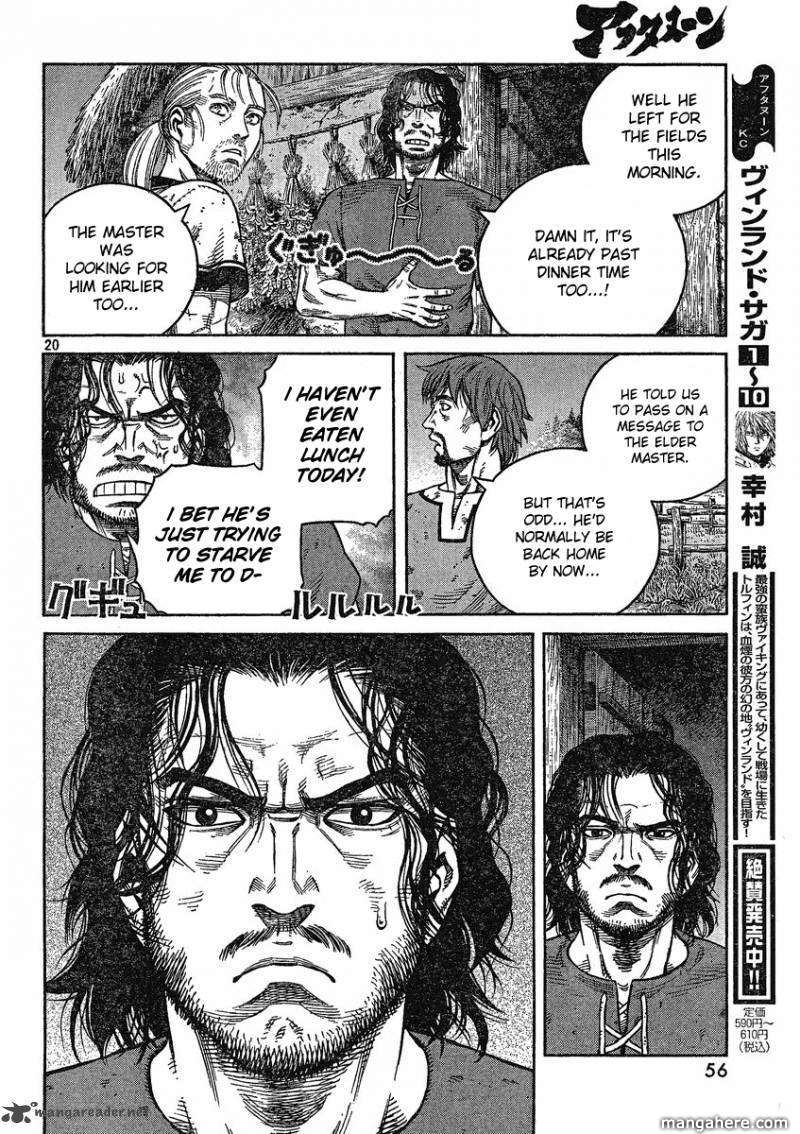 アフタヌーン
WELL HE
LEFT FOR
THE FIELDS
THIS
MORNING.
DAMN IT, IT'S
ALREADY PAST
DINNER TIME
TOO...!
THE MASTER
WAS
LOOKING FOR
HIM EARLIER
TOO...
ぐぎゅ〜〜る
20
HE TOLD US
TO PASS ON A
MESSAGE TO
THE ELDER
MASTER.
BUT THAT'S
ODD... HE'D
NORMALLY BE
BACK HOME
BY NOW...
I HAVEN'T
EVEN
EATEN
LUNCH
TODAY!
I BET HE'S
JUST TRYING
TO STARVE
ME TO D-
グギュ
ルルルル
アフタヌーン
KC
ヴィンランド・サガ1〜10
幸村 誠
最強の蛮族ヴァイキングにあって、幼くして戦場に生きた
トルフィンは、血煙の彼方の幻の地"ヴィンランド"を目指す!
絶賛発売中!!
定価
590円〜
610円
(税込)
56
mangareader.net
mangahere.com